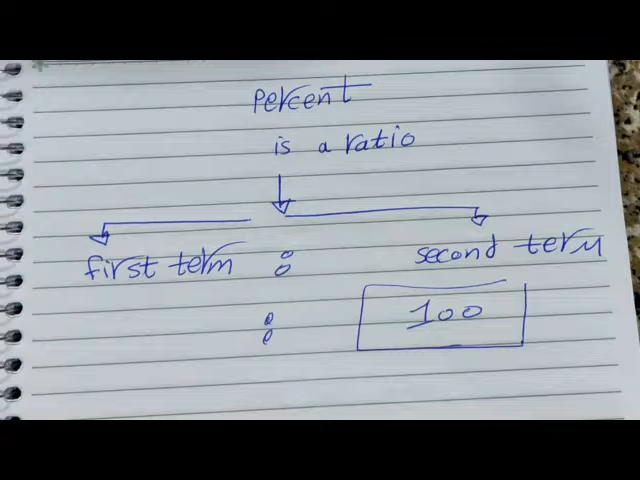 percent
is a ratio
first term : second term
: 100